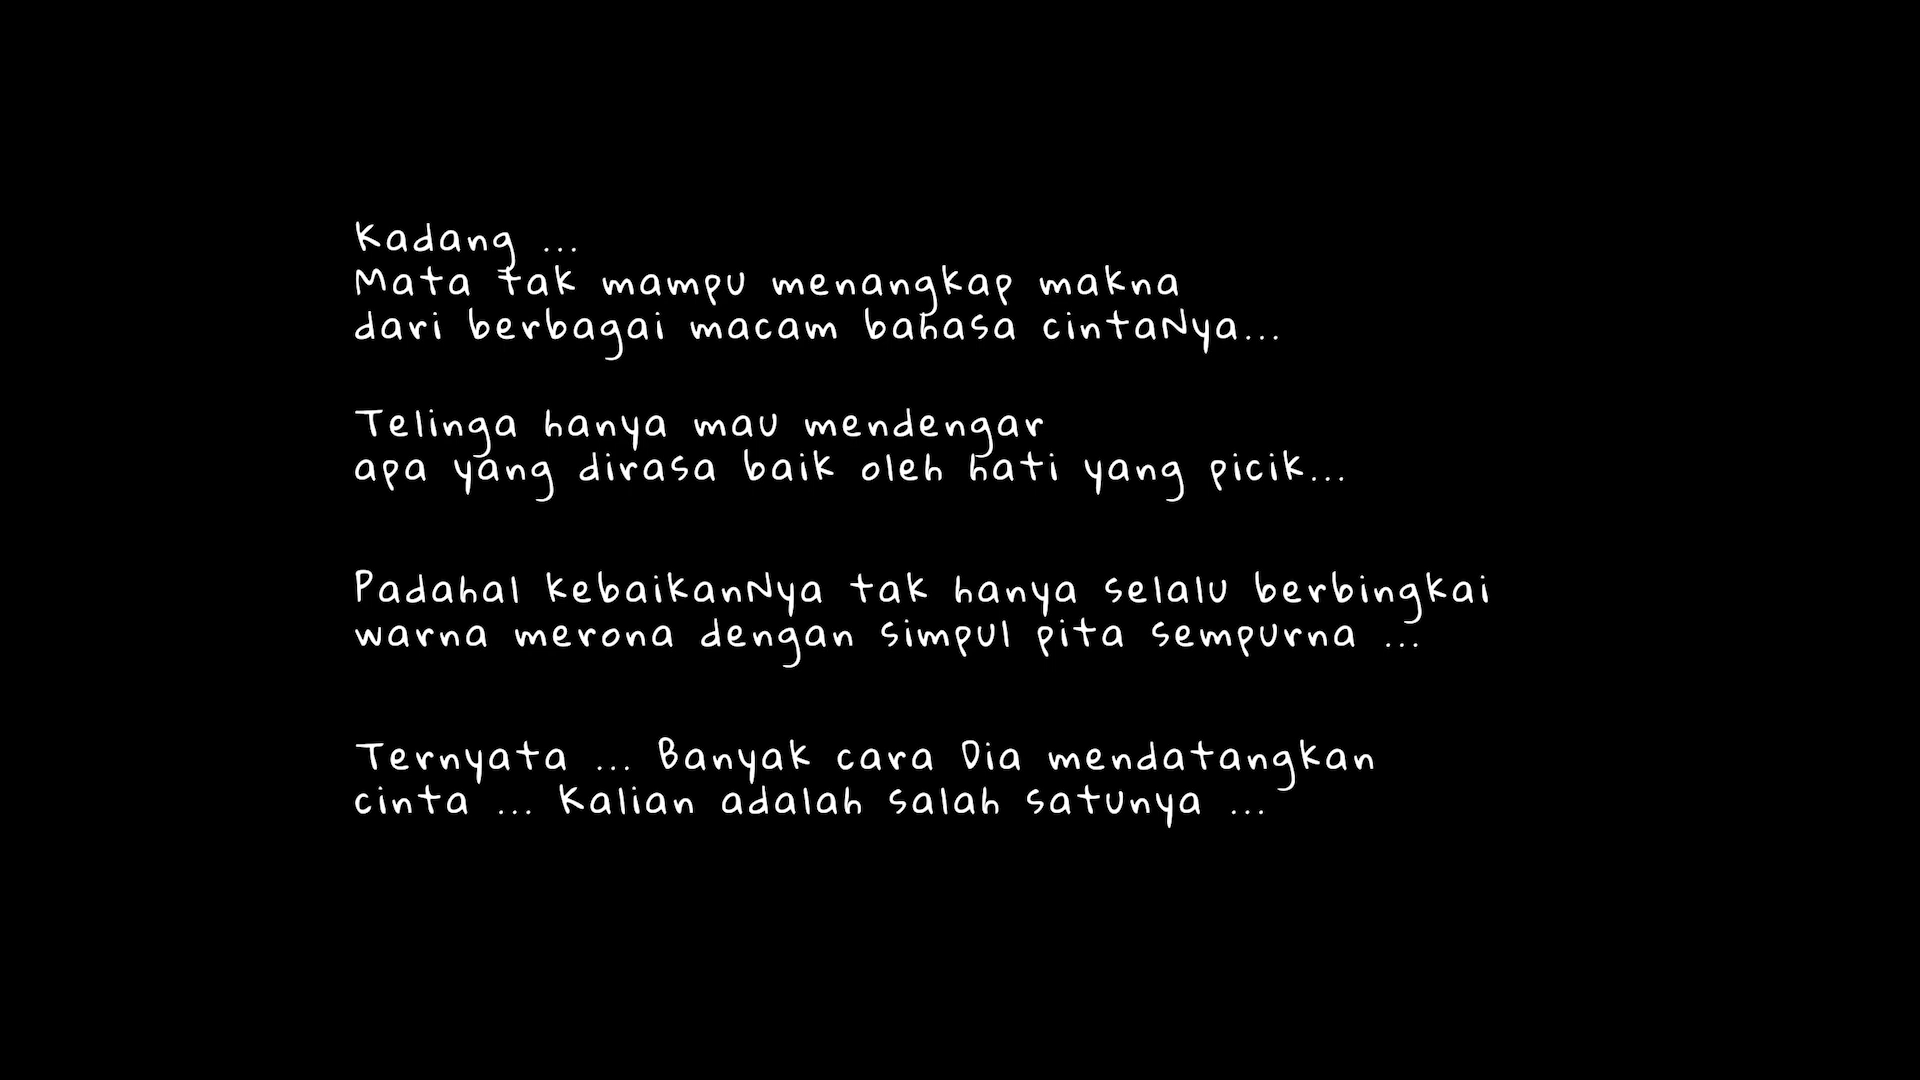 Kadang ...
Mata tak mampu menangkap makna
dari berbagai macam bahasa cintaNya...
Telinga hanya mau mendengar
apa yang dirasa baik oleh hati yang picik...
Padahal kebaikanNya tak hanya selalu berbingkai
warna merona dengan simpul pita sempurna ...
Ternyata ... Banyak cara Dia mendatangkan
cinta ... Kalian adalah salah satunya ...